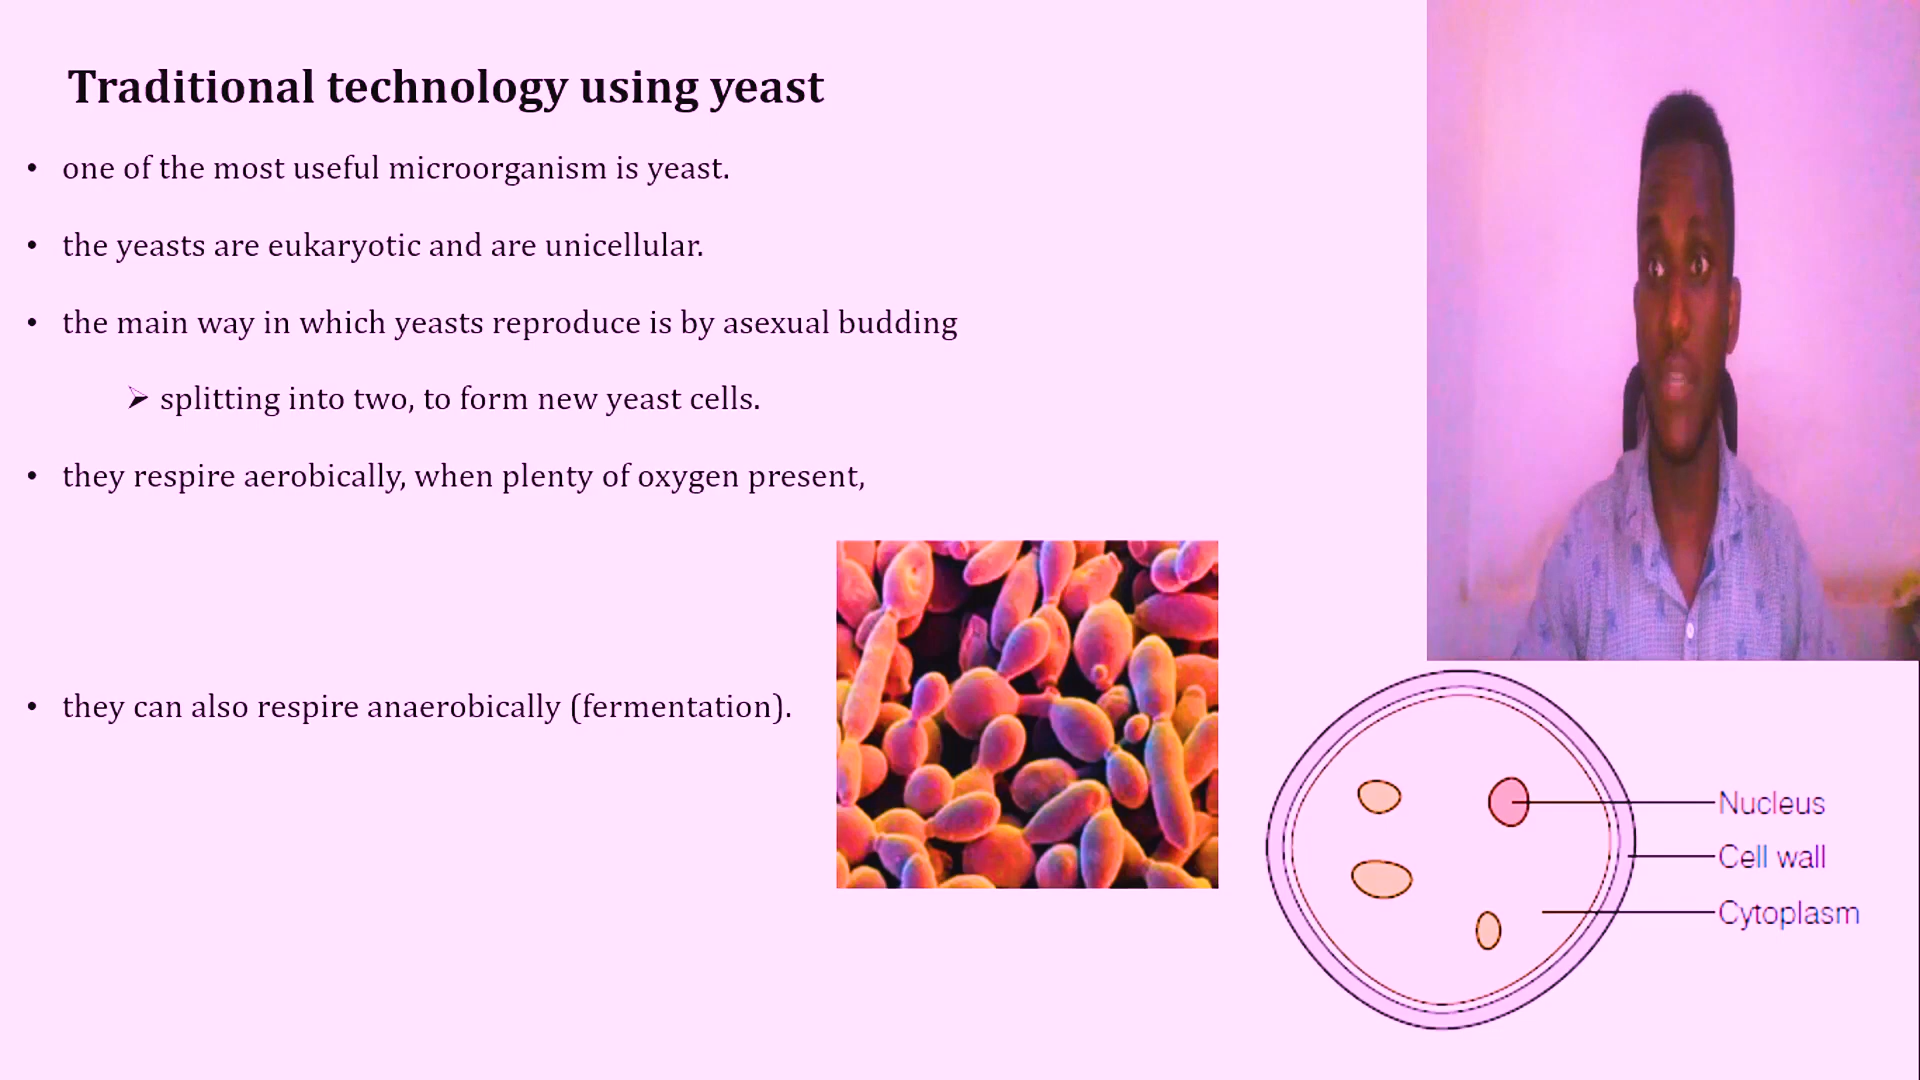 Traditional technology using yeast
• one of the most useful microorganism is yeast.
• the yeasts are eukaryotic and are unicellular.
• the main way in which yeasts reproduce is by asexual budding
➢ splitting into two, to form new yeast cells.
• they respire aerobically, when plenty of oxygen present,
• they can also respire anaerobically (fermentation).
Nucleus
Cell wall
Cytoplasm